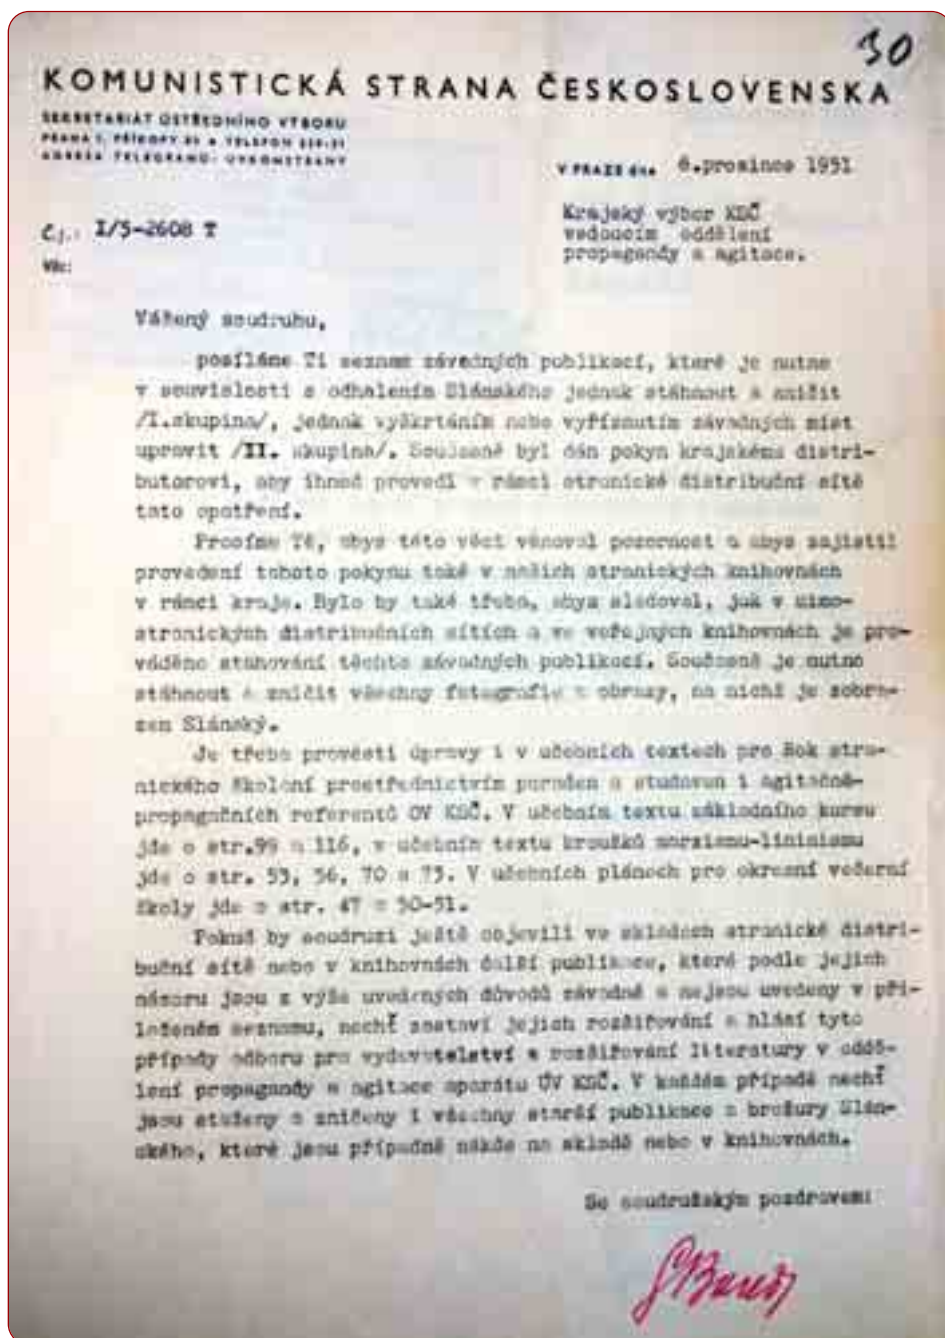 30
KOMUNISTICKÁ STRANA ČESKOSLOVENSKA
SEKRETARIÁT ÚSTŘEDNÍHO VÝBORU
PRAHA I, PŘÍKOPY TELEFON
ADRESA TELEGRAMŮ:
V PRAZE dne 6.prosince 1951
Krajský výbor KSČ
vedoucím oddělení
propagandy a agitace.
Č.j.: I/5-2608 T
Věc:
Vážený soudruhu,
posíláme Ti seznam závadných publikací, které je nutno
v souvislosti s odhalením Slánského jednak stáhnout a zničit
/I.skupina/, jednak vyškrtáním nebo vyříznutím závadných míst
upravit /II. skupina/. Současně byl dán pokyn krajskému distri-
butorovi, aby ihned provedl v rámci stranické distribuční sítě
tato opatření.
Prosíme Tě, abys této věci věnoval pozornost a abys zajistil
provedení tohoto pokynu také v našich stranických knihovnách
v rámci kraje. Bylo by také třeba, abys sledoval, jak v mimo-
stranických distribučních sítích a ve veřejných knihovnách je pro-
váděno stahování těchto závadných publikací. Současně je nutno
stáhnout a zničit všechny fotografie a obrazy, na nichž je zobra-
zen Slánský.
Je třeba provésti úpravy i v učebních textech pro Rok stra-
nického školení prostřednictvím poraden a studoven i agitačně-
propagačních referentů OV KSČ. V učebním textu základního kursu
jde o str.99 a 116, v učebním textu kroužků marxismu-lininismu
jde o str. 53, 56, 70 a 73. V učebních plánech pro okresní večerní
školy jde o str. 47 a 50-51.
Pokud by soudruzi ještě objevili ve skladech stranické distri-
buční sítě nebo v knihovnách další publikace, které podle jejich
názoru jsou z výše uvedených důvodů závadné a nejsou uvedeny v při-
loženém seznamu, nechť zastaví jejich rozšiřování a hlásí tyto
případy odboru pro vydavatelství a rozšiřování literatury v oddě-
lení propagandy a agitace aparátu ÚV KSČ. V každém případě nechť
jsou staženy a zničeny i všechny starší publikace a brožury Slán-
ského, které jsou případně někde na skladě nebo v knihovnách.
Se soudružským pozdravem: